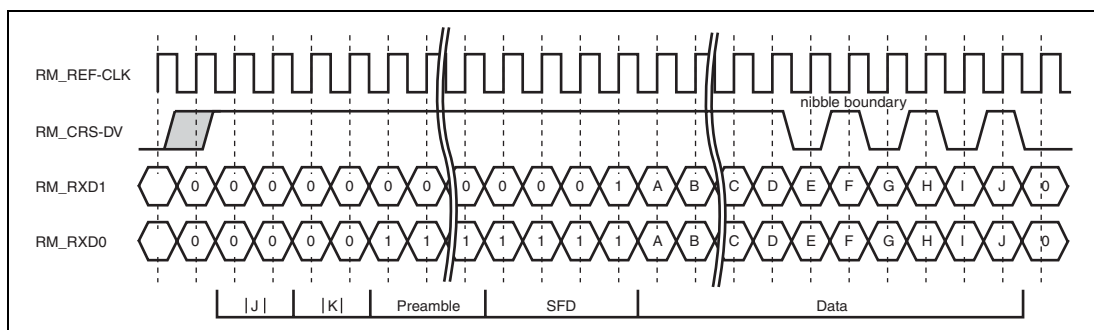 RM_REF-CLK
nibble boundary
RM_CRS-DV
RM_RXD1 0 0 0 0 0 0 0 0 0 0 0 1 A B C D E F G H I J 0
RM_RXD0 0 0 0 0 0 1 1 1 1 1 1 1 A B C D E F G H I J 0
|J| |K| Preamble SFD Data